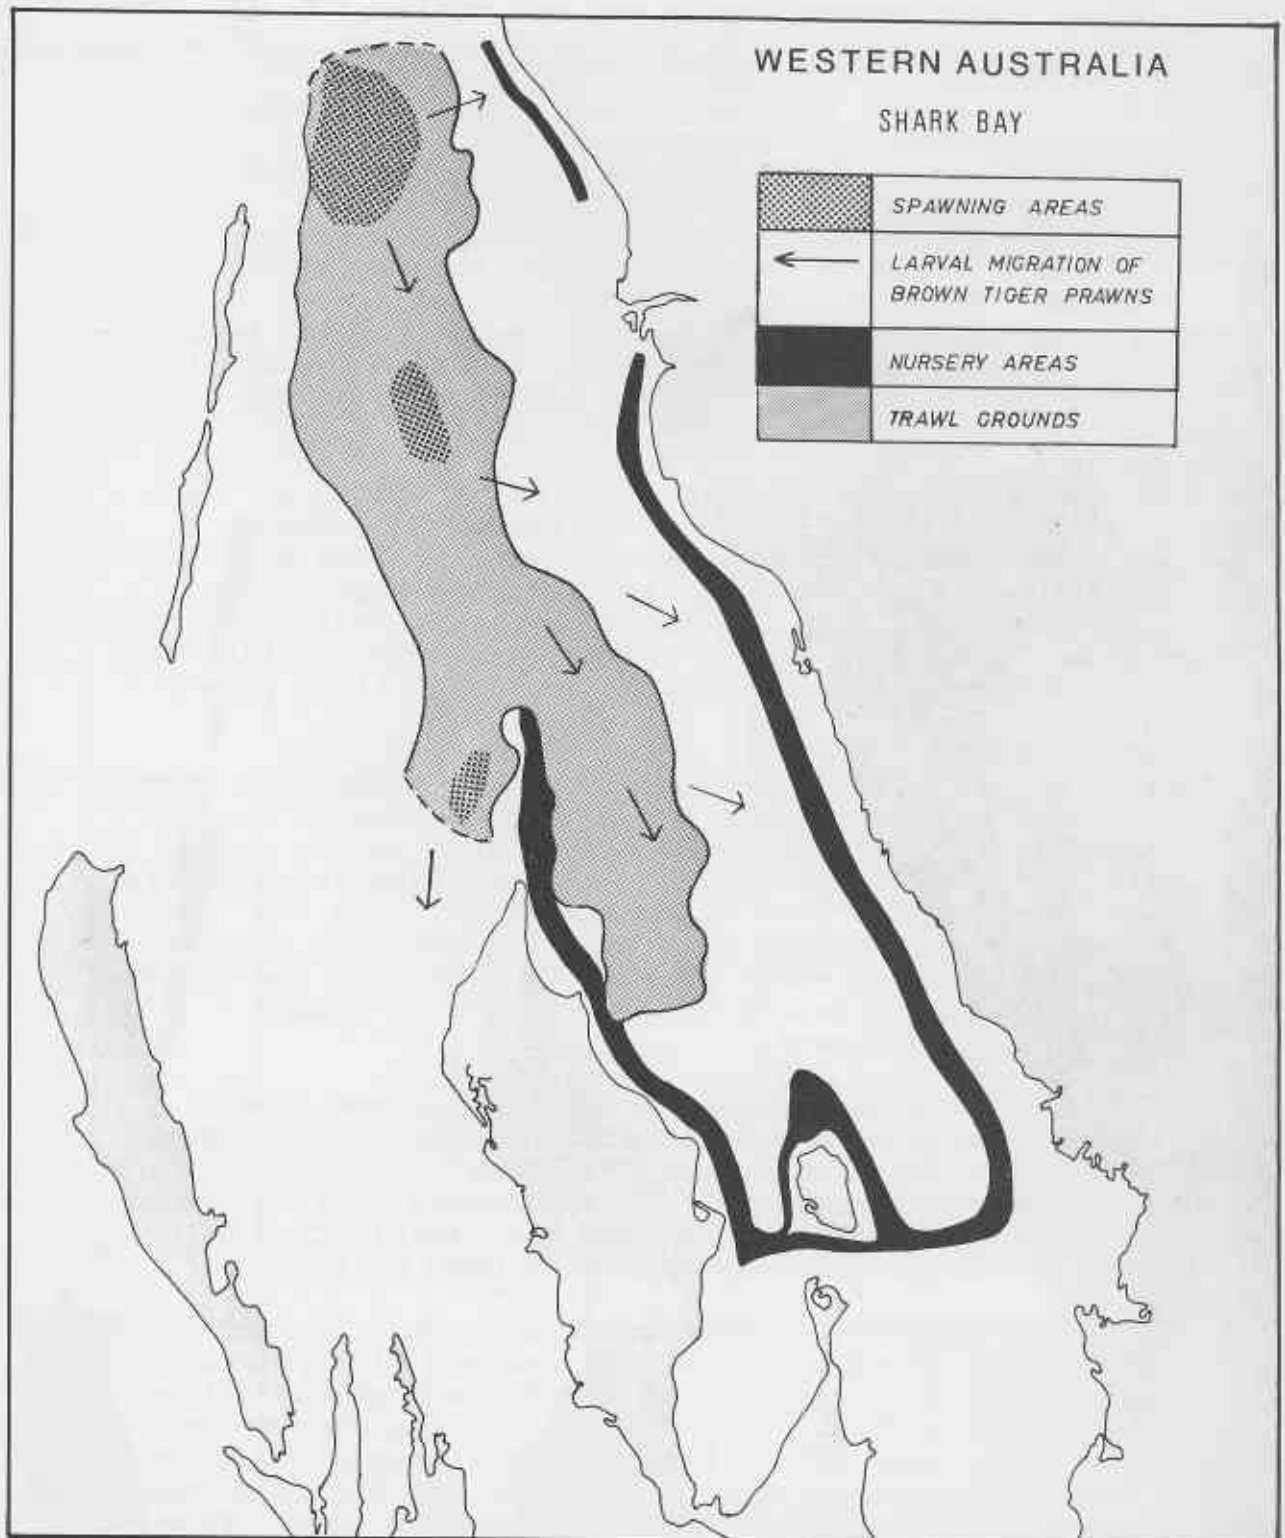 WESTERN AUSTRALIA
SHARK BAY
SPAWNING AREAS
LARVAL MIGRATION OF
BROWN TIGER PRAWNS
NURSERY AREAS
TRAWL GROUNDS